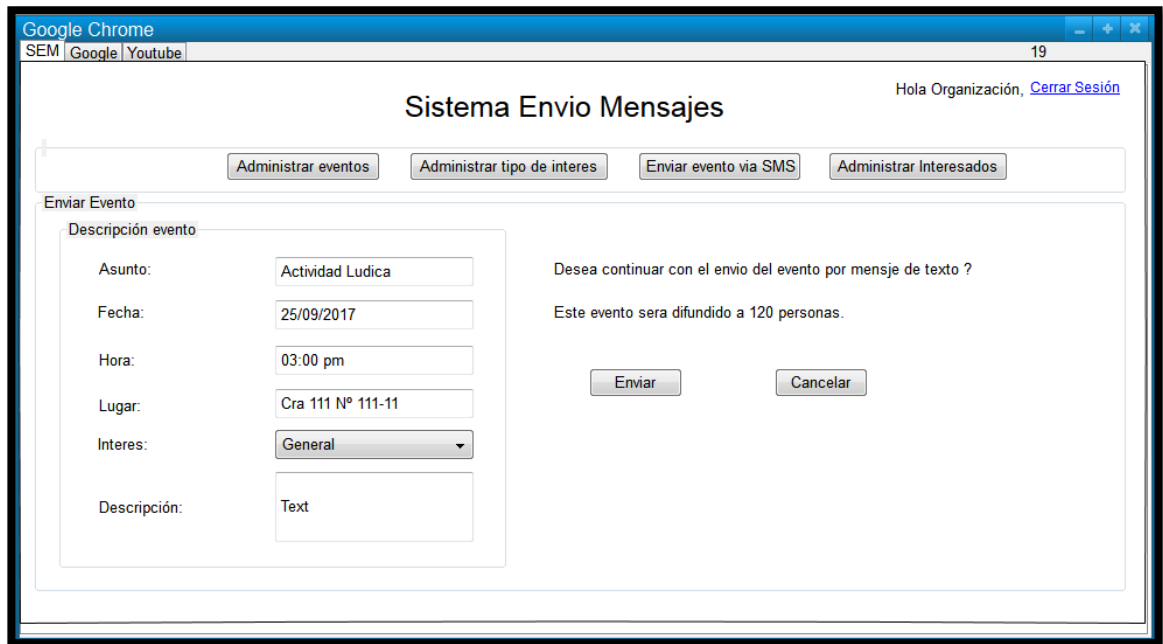 Google Chrome
SEM Google Youtube 19
Hola Organización, Cerrar Sesión
Sistema Envio Mensajes
Administrar eventos Administrar tipo de interes Enviar evento via SMS Administrar Interesados
Enviar Evento
Descripción evento
Asunto: Actividad Ludica
Fecha: 25/09/2017
Hora: 03:00 pm
Lugar: Cra 111 Nº 111-11
Interes: General
Descripción: Text
Desea continuar con el envio del evento por mensje de texto ?
Este evento sera difundido a 120 personas.
Enviar Cancelar